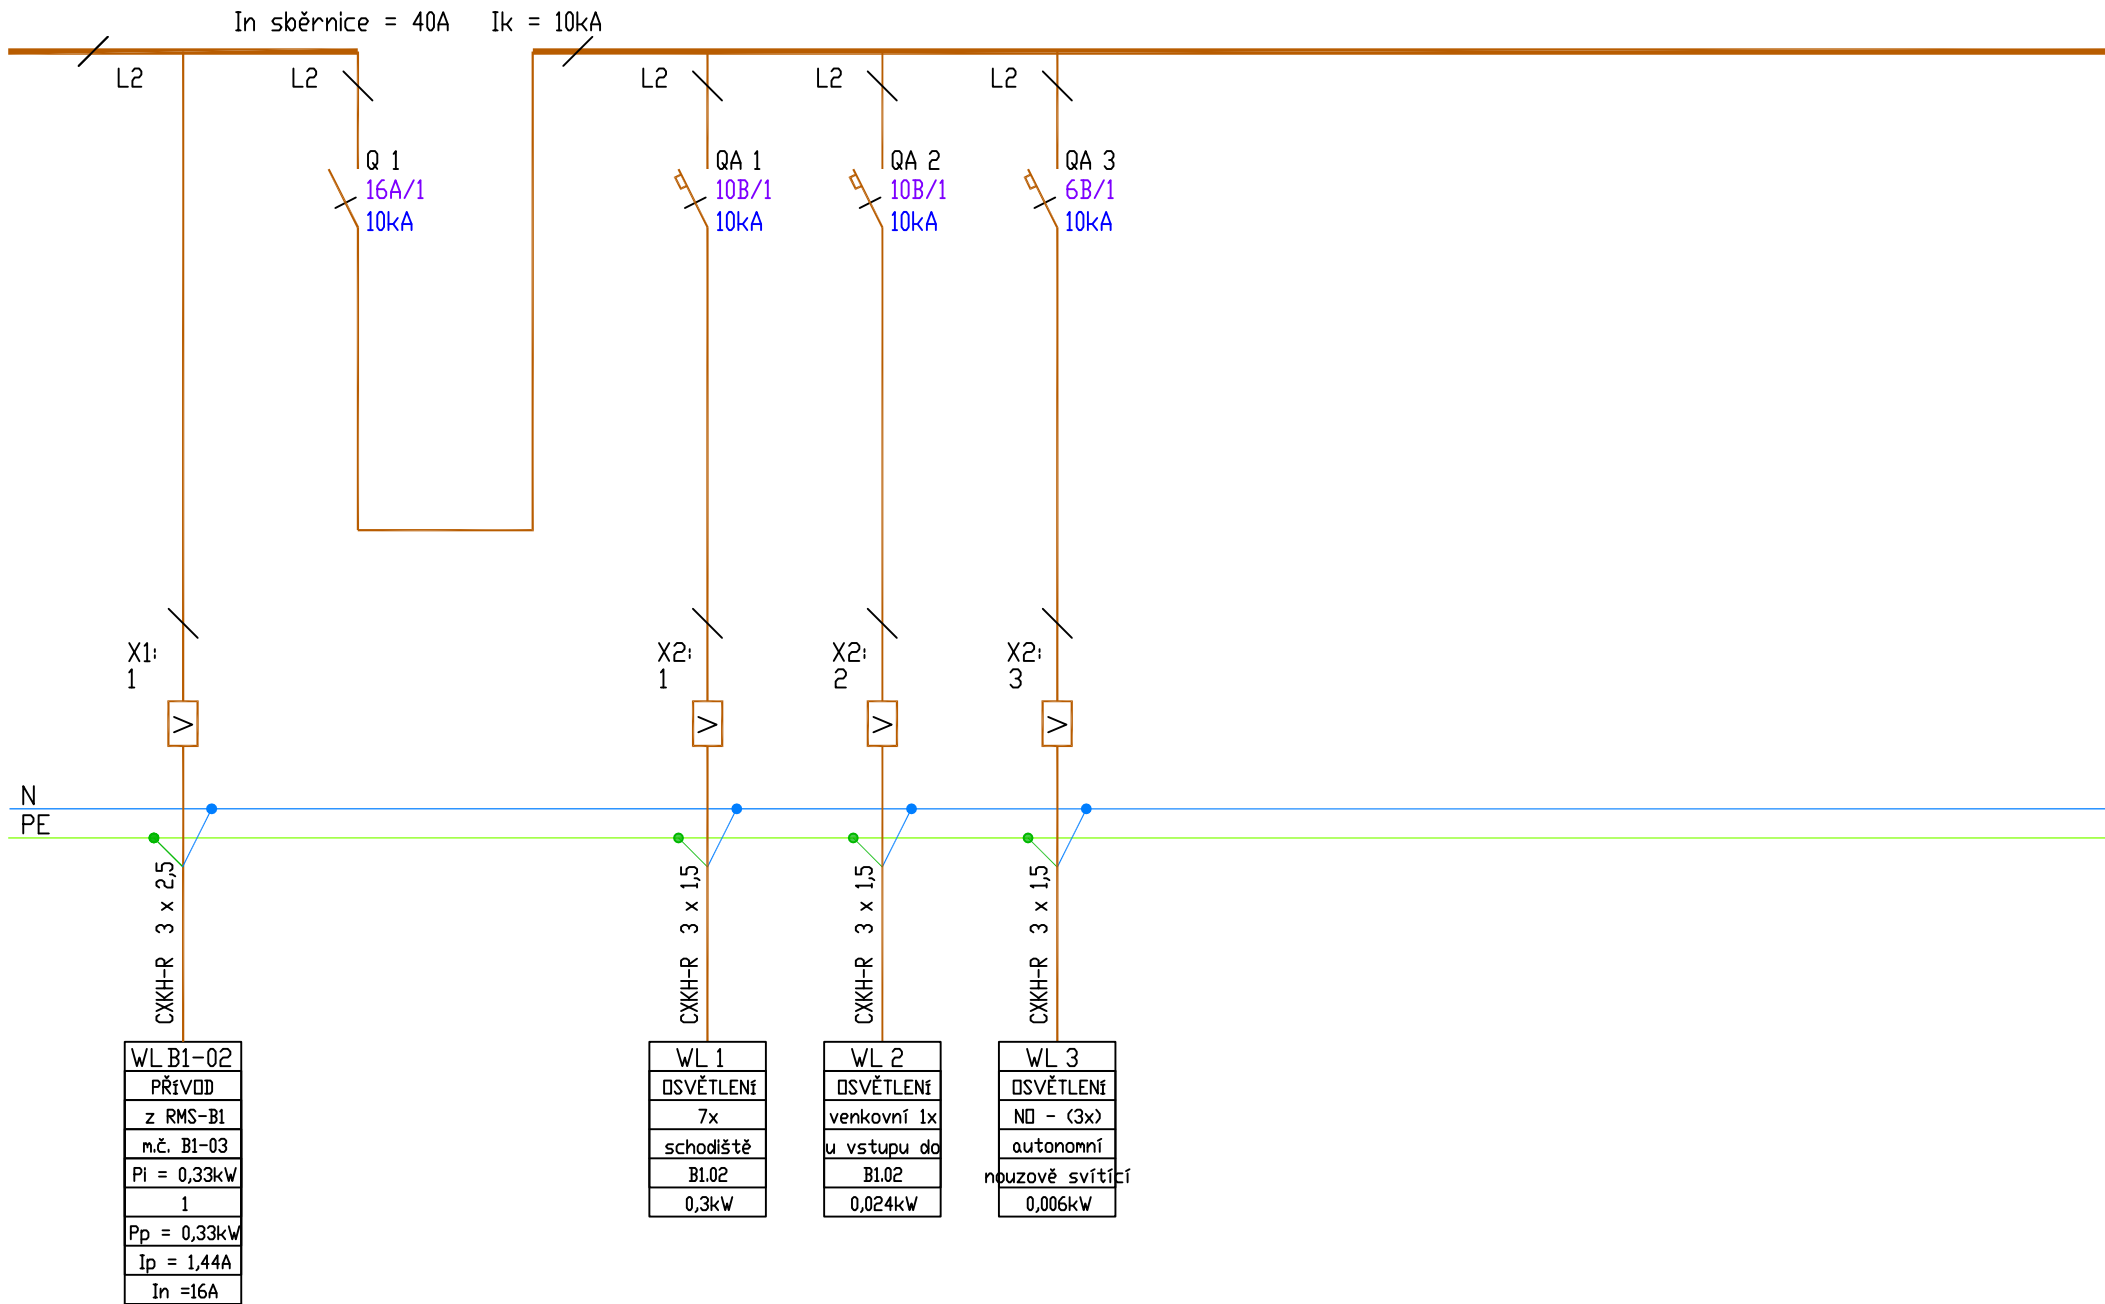 In sběrnice = 40A Ik = 10kA
L2 L2 L2 L2 L2
Q 1
16A/1
10kA
QA 1
10B/1
10kA
QA 2
10B/1
10kA
QA 3
6B/1
10kA
X1:
1
X2:
1
X2:
2
X2:
3
N
PE
CXKH-R 3 x 2,5
CXKH-R 3 x 1,5
CXKH-R 3 x 1,5
CXKH-R 3 x 1,5
WL B1-02
PŘÍVOD
z RMS-B1
m.č. B1-03
Pi = 0,33kW
1
Pp = 0,33kW
Ip = 1,44A
In =16A
WL 1
OSVĚTLENÍ
7x
schodiště
B1.02
0,3kW
WL 2
OSVĚTLENÍ
venkovní 1x
u vstupu do
B1.02
0,024kW
WL 3
OSVĚTLENÍ
NO - (3x)
autonomní
nouzově svítící
0,006kW